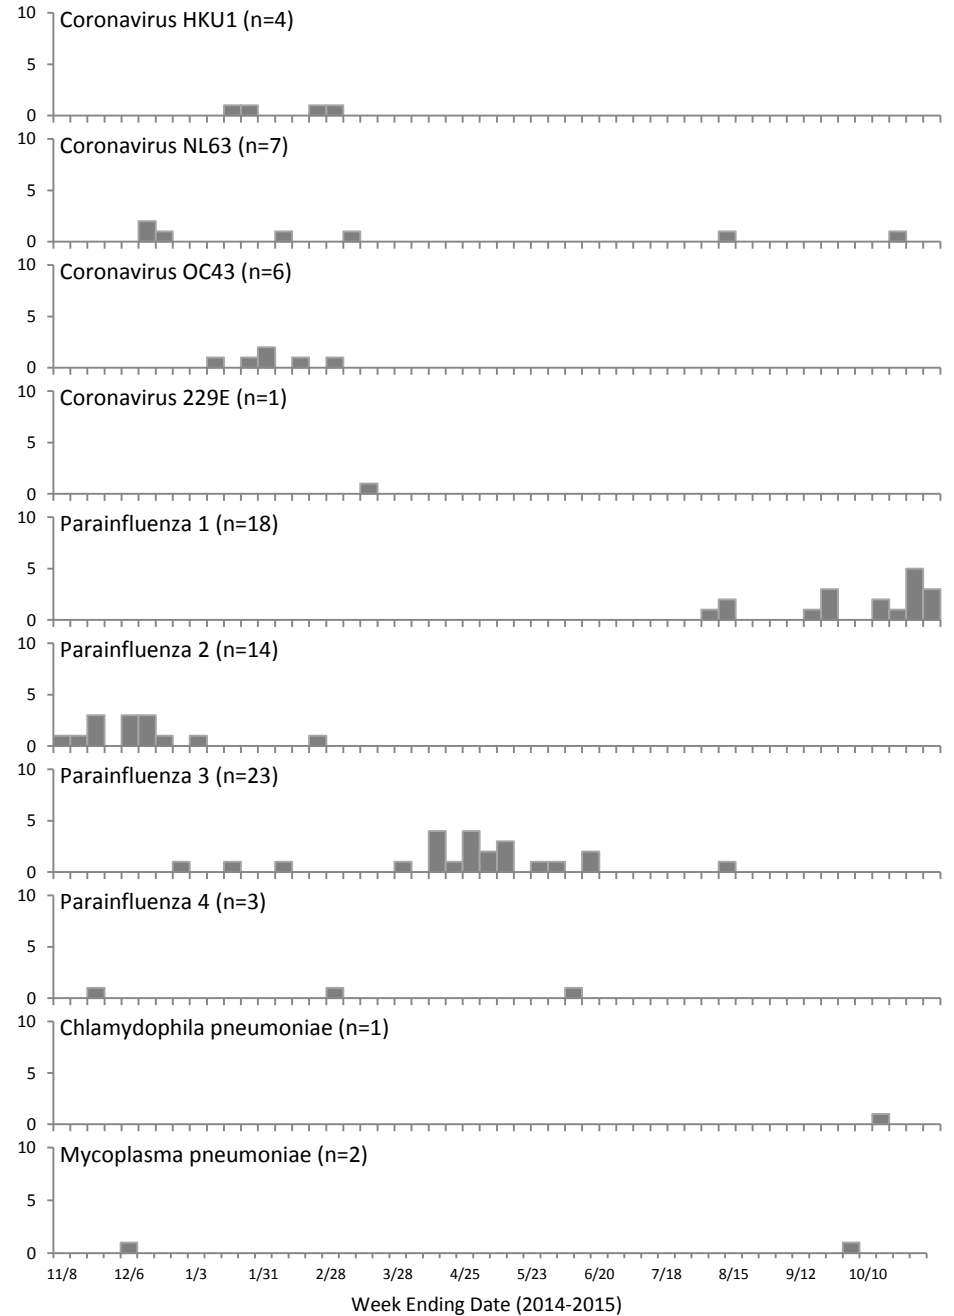 10
Coronavirus HKU1 (n=4)
5
0
10
Coronavirus NL63 (n=7)
5
0
10
Coronavirus OC43 (n=6)
5
0
10
Coronavirus 229E (n=1)
5
0
10
Parainfluenza 1 (n=18)
5
0
10
Parainfluenza 2 (n=14)
5
0
10
Parainfluenza 3 (n=23)
5
0
10
Parainfluenza 4 (n=3)
5
0
10
Chlamydophila pneumoniae (n=1)
5
0
10
Mycoplasma pneumoniae (n=2)
5
0
11/8 12/6 1/3 1/31 2/28 3/28 4/25 5/23 6/20 7/18 8/15 9/12 10/10
Week Ending Date (2014-2015)